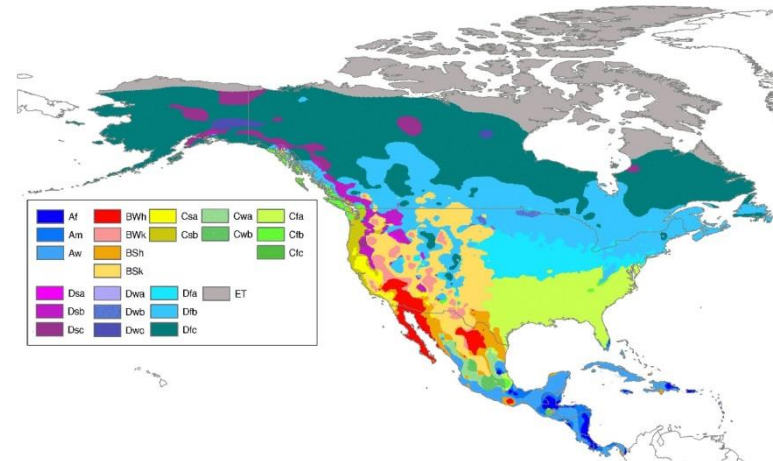 Af BWh Csa Cwa Cfa
Am BWk Csb Cwb Cfb
Aw BSh Cfc
BSk
Dsa Dwa Dfa ET
Dsb Dwb Dfb
Dsc Dwc Dfc